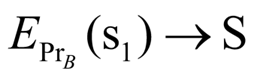 E_{Pr_B}(s_1) → S